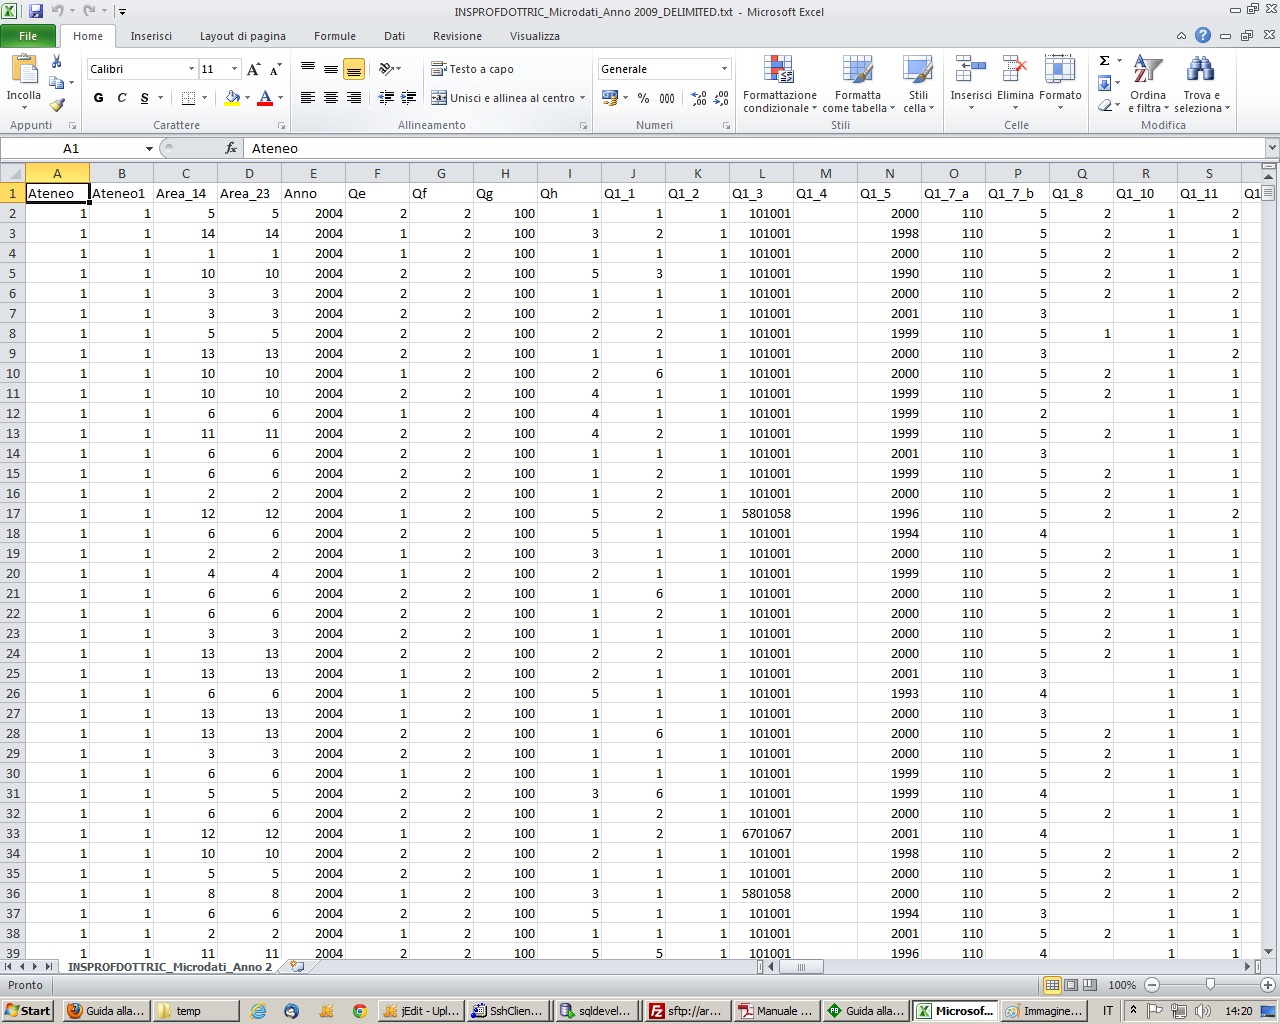 INSPROFDOTTRIC_Microdati_Anno 2009_DELIMITED.txt - Microsoft Excel
File Home Inserisci Layout di pagina Formule Dati Revisione Visualizza
Incolla
Calibri 11
G C S
Testo a capo
Unisci e allinea al centro
Generale
% 000
Formattazione condizionale
Formatta come tabella
Stili cella
Inserisci Elimina Formato
Ordina e filtra
Trova e seleziona
Appunti Carattere Allineamento Numeri Stili Celle Modifica
A1 fx Ateneo
A B C D E F G H I J K L M N O P Q R S
1 Ateneo Ateneo1 Area_14 Area_23 Anno Qe Qf Qg Qh Q1_1 Q1_2 Q1_3 Q1_4 Q1_5 Q1_7_a Q1_7_b Q1_8 Q1_10 Q1_11 Q1
2 1 1 5 5 2004 2 2 100 1 1 1 101001 2000 110 5 2 1 2
3 1 1 14 14 2004 1 2 100 3 2 1 101001 1998 110 5 2 1 1
4 1 1 1 1 2004 1 2 100 1 1 1 101001 2000 110 5 2 1 2
5 1 1 10 10 2004 2 2 100 5 3 1 101001 1990 110 5 2 1 1
6 1 1 3 3 2004 2 2 100 1 1 1 101001 2000 110 5 2 1 2
7 1 1 3 3 2004 2 2 100 2 1 1 101001 2001 110 3 1 1
8 1 1 5 5 2004 2 2 100 2 2 1 101001 1999 110 5 1 1 1
9 1 1 13 13 2004 2 2 100 1 1 1 101001 2000 110 3 1 2
10 1 1 10 10 2004 1 2 100 2 6 1 101001 2000 110 5 2 1 1
11 1 1 10 10 2004 2 2 100 4 1 1 101001 1999 110 5 2 1 1
12 1 1 6 6 2004 1 2 100 4 1 1 101001 1999 110 2 1 1
13 1 1 11 11 2004 2 2 100 4 2 1 101001 1999 110 5 2 1 1
14 1 1 6 6 2004 2 2 100 1 1 1 101001 2001 110 3 1 1
15 1 1 6 6 2004 2 2 100 1 2 1 101001 1999 110 5 2 1 1
16 1 1 2 2 2004 2 2 100 1 2 1 101001 2000 110 5 2 1 1
17 1 1 12 12 2004 1 2 100 5 2 1 5801058 1996 110 5 2 1 2
18 1 1 6 6 2004 2 2 100 5 1 1 101001 1994 110 4 1 1
19 1 1 2 2 2004 1 2 100 3 1 1 101001 2000 110 5 2 1 1
20 1 1 4 4 2004 1 2 100 2 1 1 101001 1999 110 5 2 1 1
21 1 1 6 6 2004 2 2 100 1 6 1 101001 2000 110 5 2 1 1
22 1 1 6 6 2004 2 2 100 1 2 1 101001 2000 110 5 2 1 1
23 1 1 3 3 2004 2 2 100 1 1 1 101001 2000 110 5 2 1 1
24 1 1 13 13 2004 2 2 100 2 2 1 101001 2000 110 5 2 1 1
25 1 1 13 13 2004 1 2 100 2 1 1 101001 2001 110 3 1 1
26 1 1 6 6 2004 1 2 100 5 1 1 101001 1993 110 4 1 1
27 1 1 13 13 2004 1 2 100 1 1 1 101001 2000 110 3 1 1
28 1 1 13 13 2004 2 2 100 1 6 1 101001 2000 110 5 2 1 1
29 1 1 3 3 2004 2 2 100 1 1 1 101001 2000 110 5 2 1 1
30 1 1 6 6 2004 1 2 100 1 1 1 101001 1999 110 5 2 1 1
31 1 1 5 5 2004 2 2 100 3 6 1 101001 1999 110 4 1 1
32 1 1 6 6 2004 2 2 100 1 2 1 101001 2000 110 5 2 1 1
33 1 1 12 12 2004 1 2 100 1 2 1 6701067 2001 110 4 1 1
34 1 1 10 10 2004 2 2 100 2 1 1 101001 1998 110 5 2 1 2
35 1 1 5 5 2004 2 2 100 1 1 1 101001 2000 110 5 2 1 1
36 1 1 8 8 2004 1 2 100 3 1 1 5801058 2000 110 5 2 1 2
37 1 1 6 6 2004 2 2 100 5 1 1 101001 1994 110 3 1 1
38 1 1 2 2 2004 1 2 100 1 1 1 101001 2001 110 5 2 1 1
39 1 1 11 11 2004 2 2 100 5 5 1 101001 1996 110 4 1 1
INSPROFDOTTRIC_Microdati_Anno 2
Pronto 100%
Start Guida alla... temp jEdit - Upl... SshClien... sqldevel... sftp://ar... Manuale ... Guida alla... Microsof... Immagine... IT 14:20